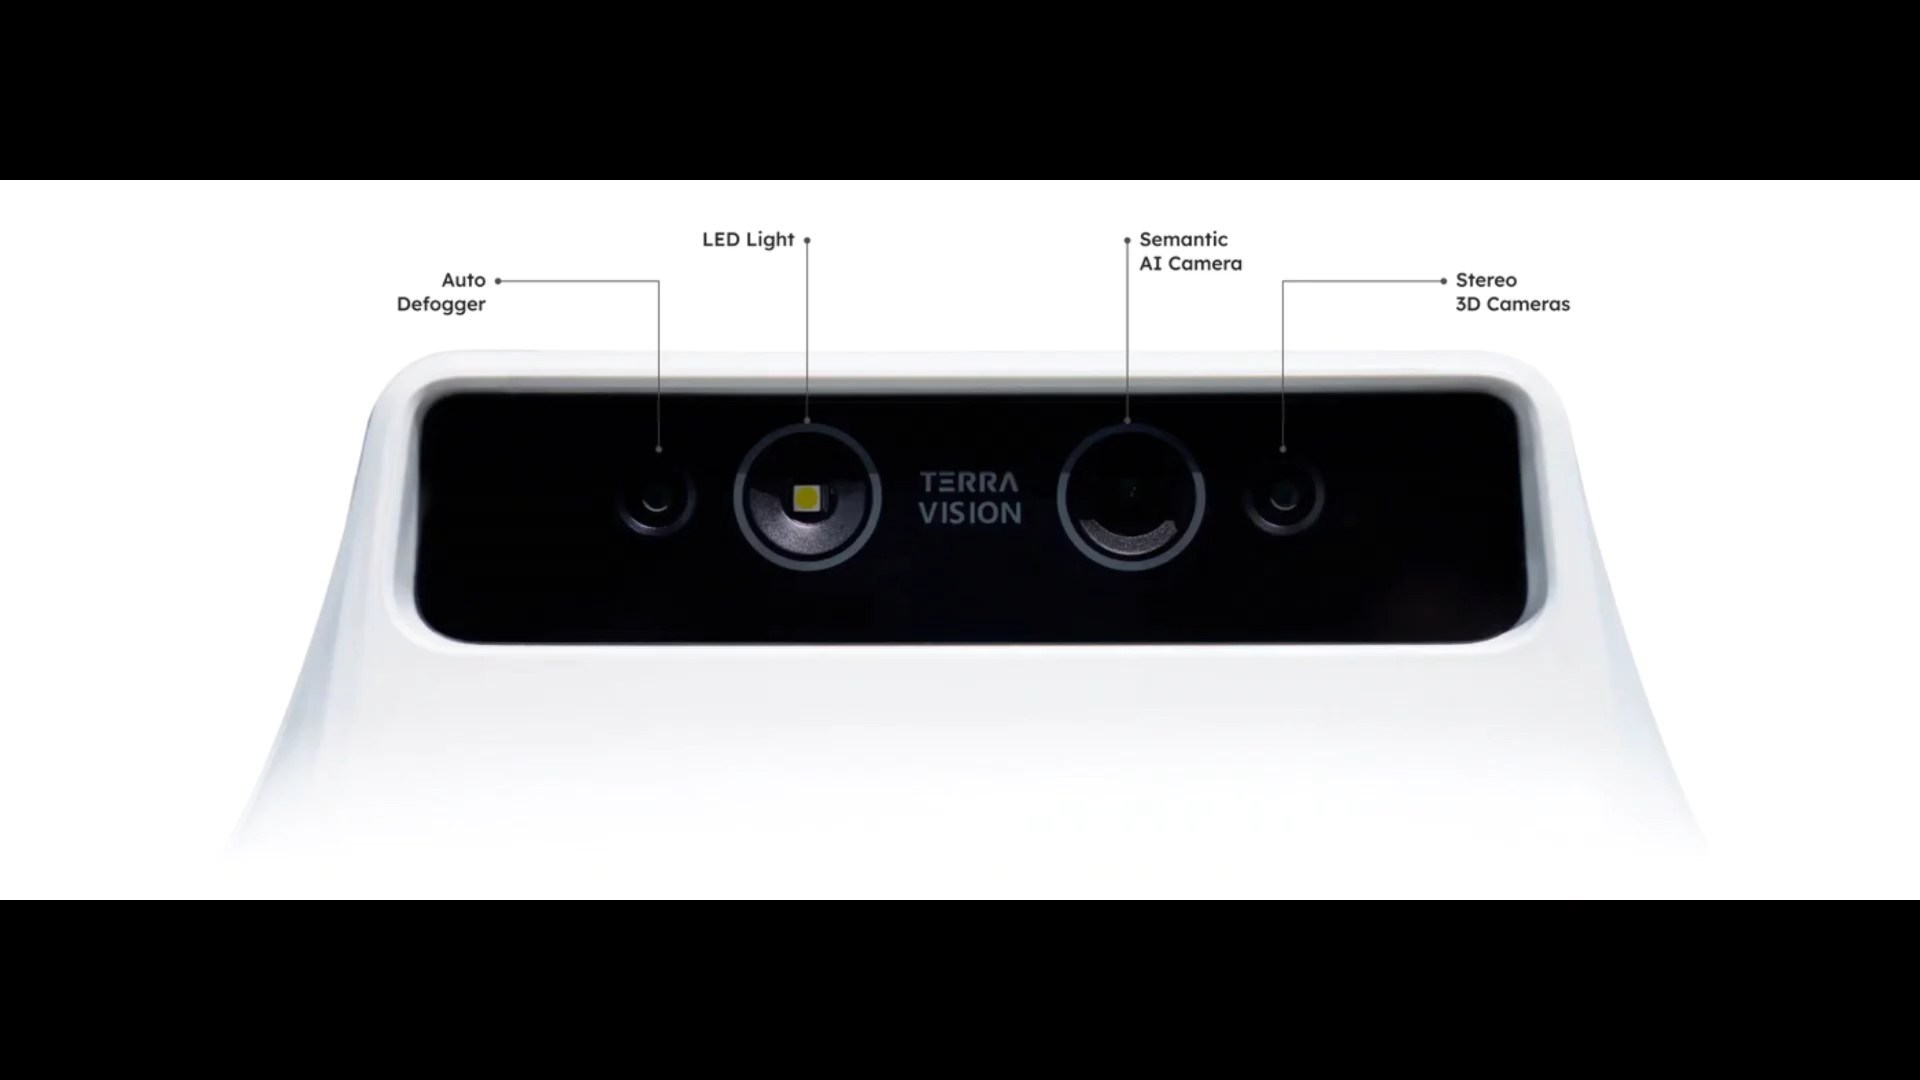 LED Light
Semantic
AI Camera
Auto
Defogger
Stereo
3D Cameras
TERRA
VISION